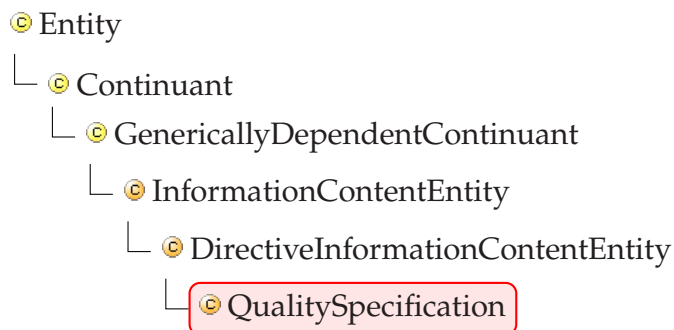 C Entity
C Continuant
C GenericallyDependentContinuant
C InformationContentEntity
C DirectiveInformationContentEntity
C QualitySpecification